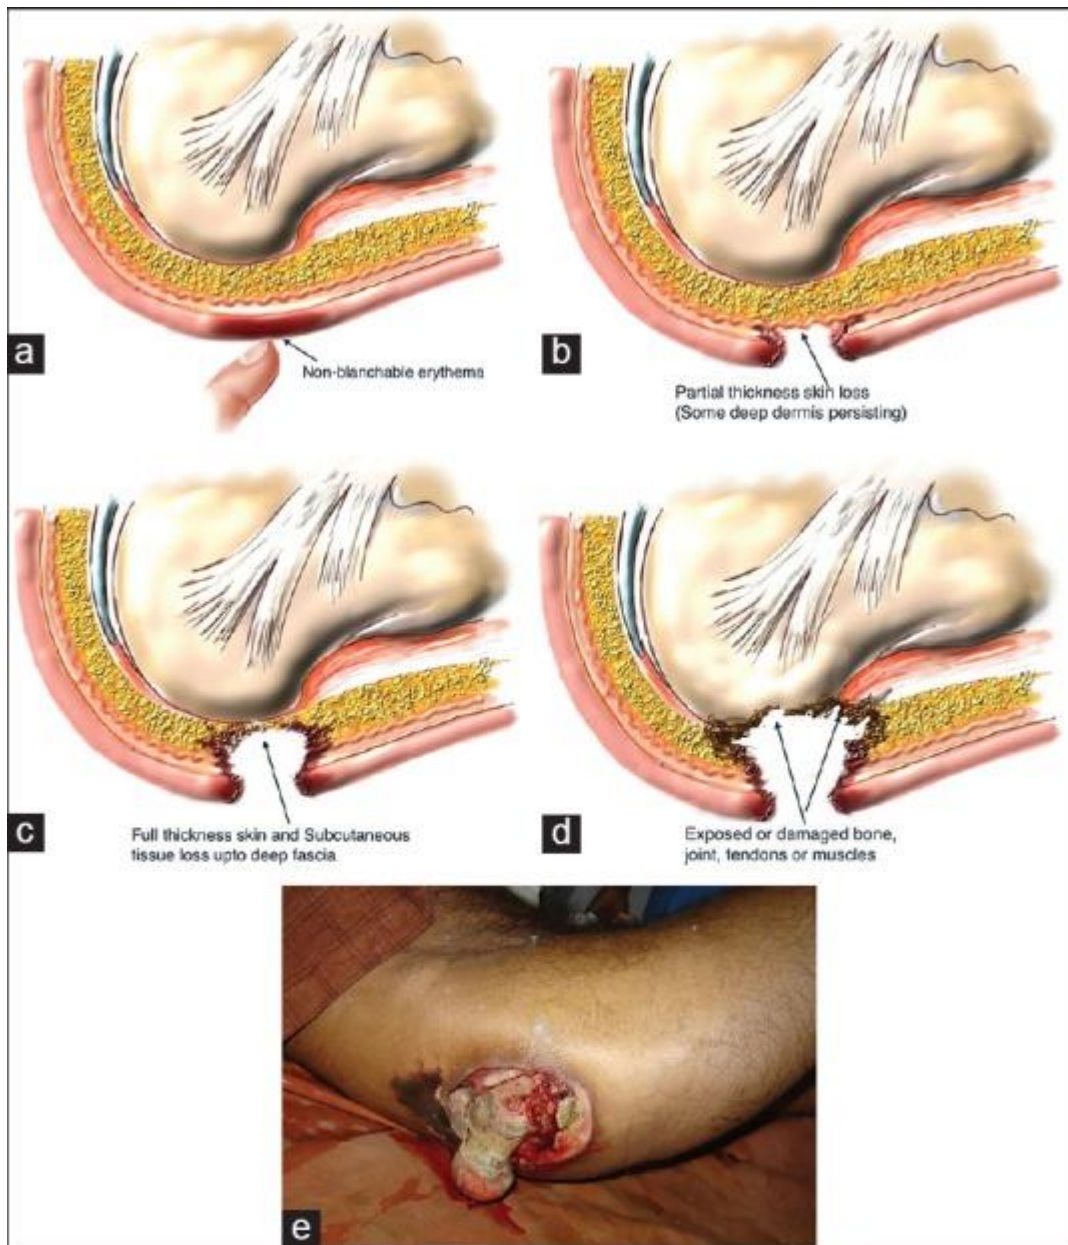 a
Non-blanchable erythema
b
Partial thickness skin loss
(Some deep dermis persisting)
c
Full thickness skin and Subcutaneous
tissue loss upto deep fascia
d
Exposed or damaged bone,
joint, tendons or muscles
e